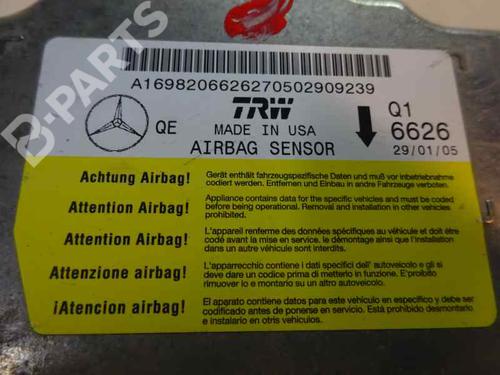 B-PARTS
A1698206626270502909239
TRW
QE
MADE IN USA
Q1
6626
AIRBAG SENSOR
29/01/05
Achtung Airbag!
Gerät enthält fahrzeugspezifische Daten und muß vor inbetriebnahme
codiert werden. Entfernen und Einbau in andre Fahrzeuge verboten.
Attention Airbag!
Appliance contains data for the specific vehicles and must be coded
before being operational. Removal and installation in other vehicles
prohibited.
Attention Airbag!
L'appareil renferme des données spécifiques au véhicule et doit être
codé avant la mise en service. le démontage ainsi que l'installation
dans un autre véhicule sont interdits.
Attenzione airbag!
L'apparecchio contiene i dati specifici dell' autoveicolo e gli si
deve dare un codice prima di metterlo in funzione. E'proibito
rimuovere lo e montarlo su un altro autoveicolo.
¡Atencion airbag!
El aparato contiene datos para este vehículo en específico y debe ser
codificado antes de ponerse en servicio. Está prohibido desmontario
e instalario en otros vehículos.